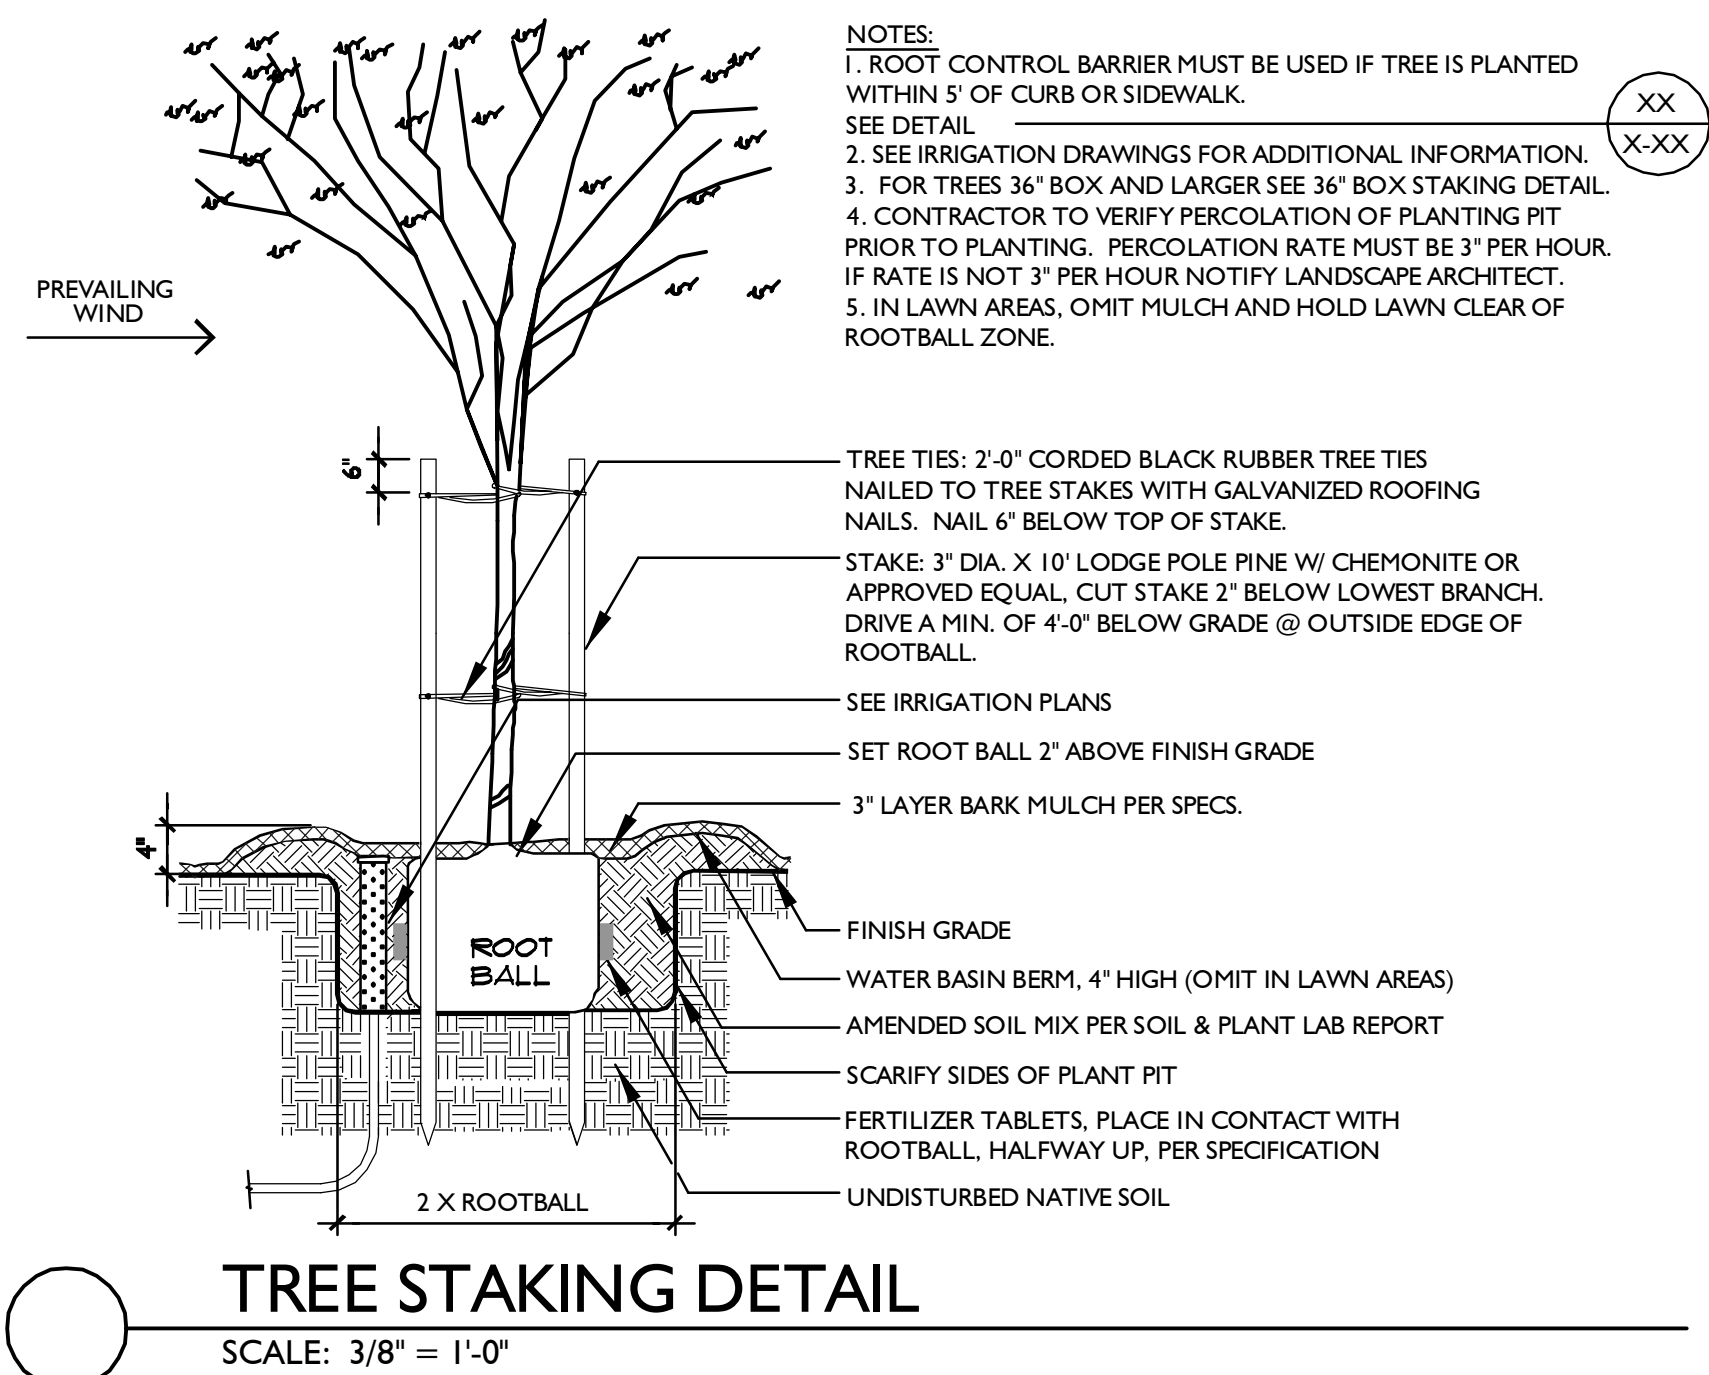 NOTES:
1. ROOT CONTROL BARRIER MUST BE USED IF TREE IS PLANTED
WITHIN 5' OF CURB OR SIDEWALK.
SEE DETAIL
XX
X-XX
2. SEE IRRIGATION DRAWINGS FOR ADDITIONAL INFORMATION.
3. FOR TREES 36" BOX AND LARGER SEE 36" BOX STAKING DETAIL.
4. CONTRACTOR TO VERIFY PERCOLATION OF PLANTING PIT
PRIOR TO PLANTING. PERCOLATION RATE MUST BE 3" PER HOUR.
IF RATE IS NOT 3" PER HOUR NOTIFY LANDSCAPE ARCHITECT.
5. IN LAWN AREAS, OMIT MULCH AND HOLD LAWN CLEAR OF
ROOTBALL ZONE.
PREVAILING
WIND
6"
TREE TIES: 2'-0" CORDED BLACK RUBBER TREE TIES
NAILED TO TREE STAKES WITH GALVANIZED ROOFING
NAILS. NAIL 6" BELOW TOP OF STAKE.
STAKE: 3" DIA. X 10' LODGE POLE PINE W/ CHEMONITE OR
APPROVED EQUAL, CUT STAKE 2" BELOW LOWEST BRANCH.
DRIVE A MIN. OF 4'-0" BELOW GRADE @ OUTSIDE EDGE OF
ROOTBALL.
SEE IRRIGATION PLANS
SET ROOT BALL 2" ABOVE FINISH GRADE
3" LAYER BARK MULCH PER SPECS.
4"
FINISH GRADE
ROOT
BALL
WATER BASIN BERM, 4" HIGH (OMIT IN LAWN AREAS)
AMENDED SOIL MIX PER SOIL & PLANT LAB REPORT
SCARIFY SIDES OF PLANT PIT
FERTILIZER TABLETS, PLACE IN CONTACT WITH
ROOTBALL, HALFWAY UP, PER SPECIFICATION
UNDISTURBED NATIVE SOIL
2 X ROOTBALL
TREE STAKING DETAIL
SCALE: 3/8" = 1'-0"